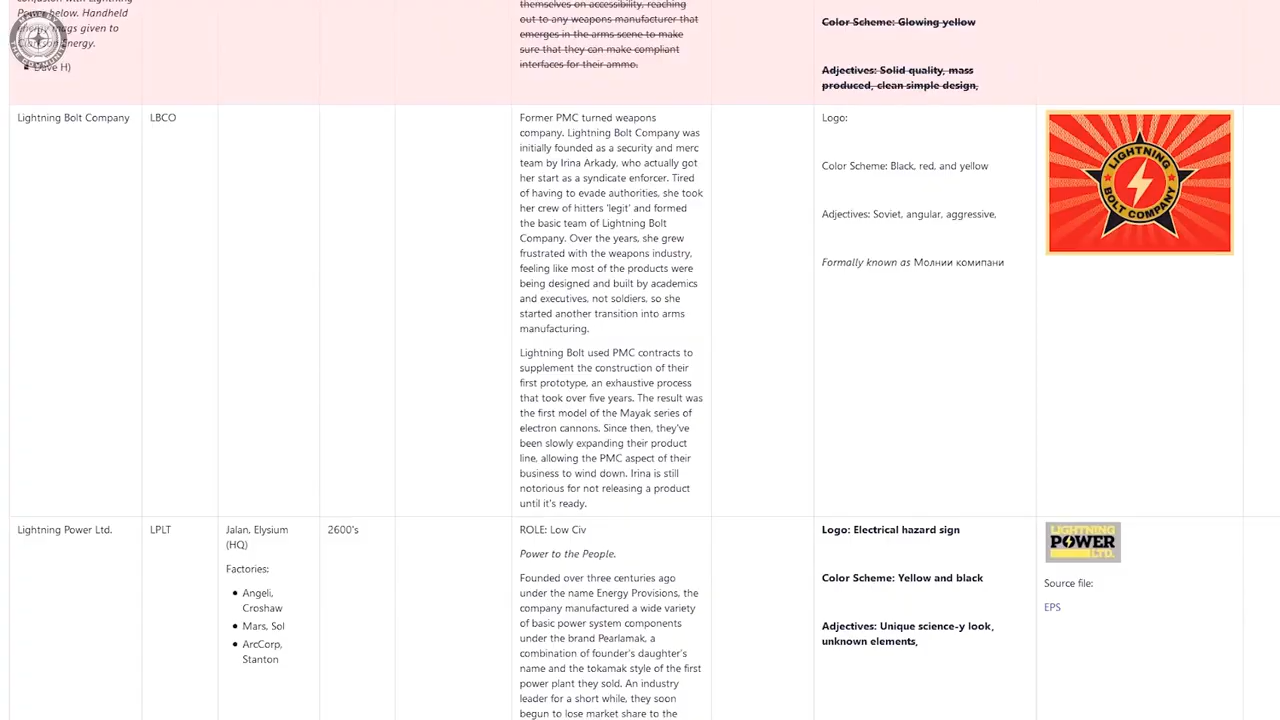 confusion with Lightning
Power below. Handheld
energy mags given to
Energy.
Dave H)
themselves on accessibility, reaching
out to any weapons manufacturer that
emerges in the arms scene to make
sure that they can make compliant
interfaces for their ammo.
Color Scheme: Glowing yellow
Adjectives: Solid quality, mass
produced, clean simple design,
Lightning Bolt Company
LBCO
Former PMC turned weapons
company. Lightning Bolt Company was
initially founded as a security and merc
team by Irina Arkady, who actually got
her start as a syndicate enforcer. Tired
of having to evade authorities, she took
her crew of hitters 'legit' and formed
the basic team of Lightning Bolt
Company. Over the years, she grew
frustrated with the weapons industry,
feeling like most of the products were
being designed and built by academics
and executives, not soldiers, so she
started another transition into arms
manufacturing.
Lightning Bolt used PMC contracts to
supplement the construction of their
first prototype, an exhaustive process
that took over five years. The result was
the first model of the Mayak series of
electron cannons. Since then, they've
been slowly expanding their product
line, allowing the PMC aspect of their
business to wind down. Irina is still
notorious for not releasing a product
until it's ready.
Logo:
Color Scheme: Black, red, and yellow
Adjectives: Soviet, angular, aggressive,
Formally known as Молнии комипани
LIGHTNING
BOLT COMPANY
Lightning Power Ltd.
LPLT
Jalan, Elysium
(HQ)
Factories:
● Angeli,
Croshaw
● Mars, Sol
● ArcCorp,
Stanton
2600's
ROLE: Low Civ
Power to the People.
Founded over three centuries ago
under the name Energy Provisions, the
company manufactured a wide variety
of basic power system components
under the brand Pearlamak, a
combination of founder's daughter's
name and the tokamak style of the first
power plant they sold. An industry
leader for a short while, they soon
begun to lose market share to the
Logo: Electrical hazard sign
Color Scheme: Yellow and black
Adjectives: Unique science-y look,
unknown elements,
LIGHTNING
POWER
LTD.
Source file:
EPS